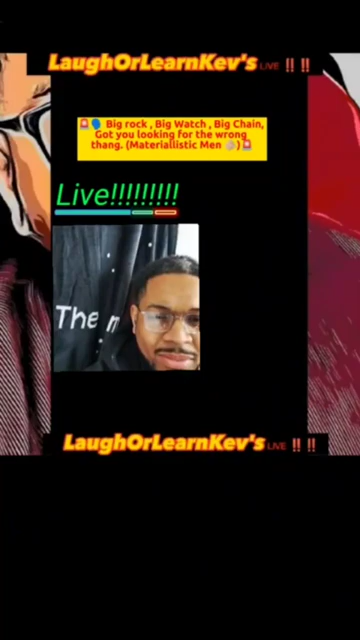 LaughOrLearnKev's LIVE ‼️ ‼️
🚨🗣️ Big rock , Big Watch , Big Chain,
Got you looking for the wrong
thang. (Materiallistic Men 🪨)🚨
Live!!!!!!!!!
The
LaughOrLearnKev's LIVE ‼️ ‼️